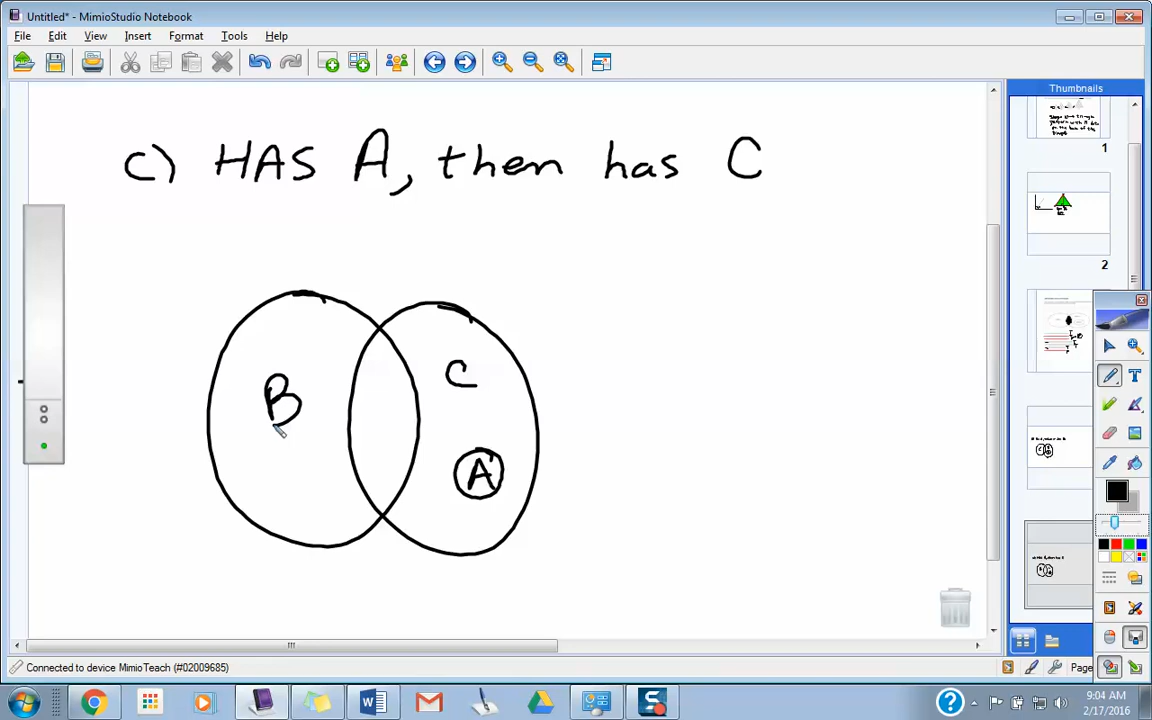 Untitled* - MimioStudio Notebook
File Edit View Insert Format Tools Help
Thumbnails
c) HAS A, then has C
B
C
A
1
2
Connected to device MimioTeach (#02009685)
Page
9:04 AM
2/17/2016